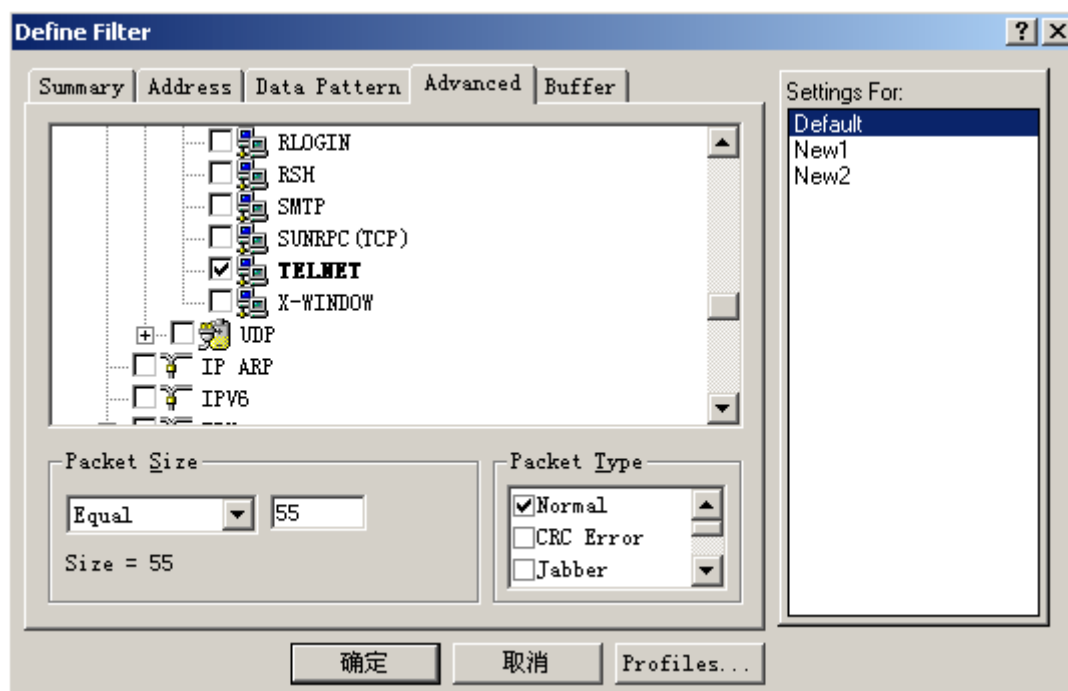 Define Filter
Summary Address Data Pattern Advanced Buffer
RLOGIN
RSH
SMTP
SUNRPC(TCP)
TELNET
X-WINDOW
UDP
IP ARP
IPV6
Packet Size
Equal 55
Size = 55
Packet Type
Normal
CRC Error
Jabber
Settings For:
Default
New1
New2
确定 取消 Profiles...